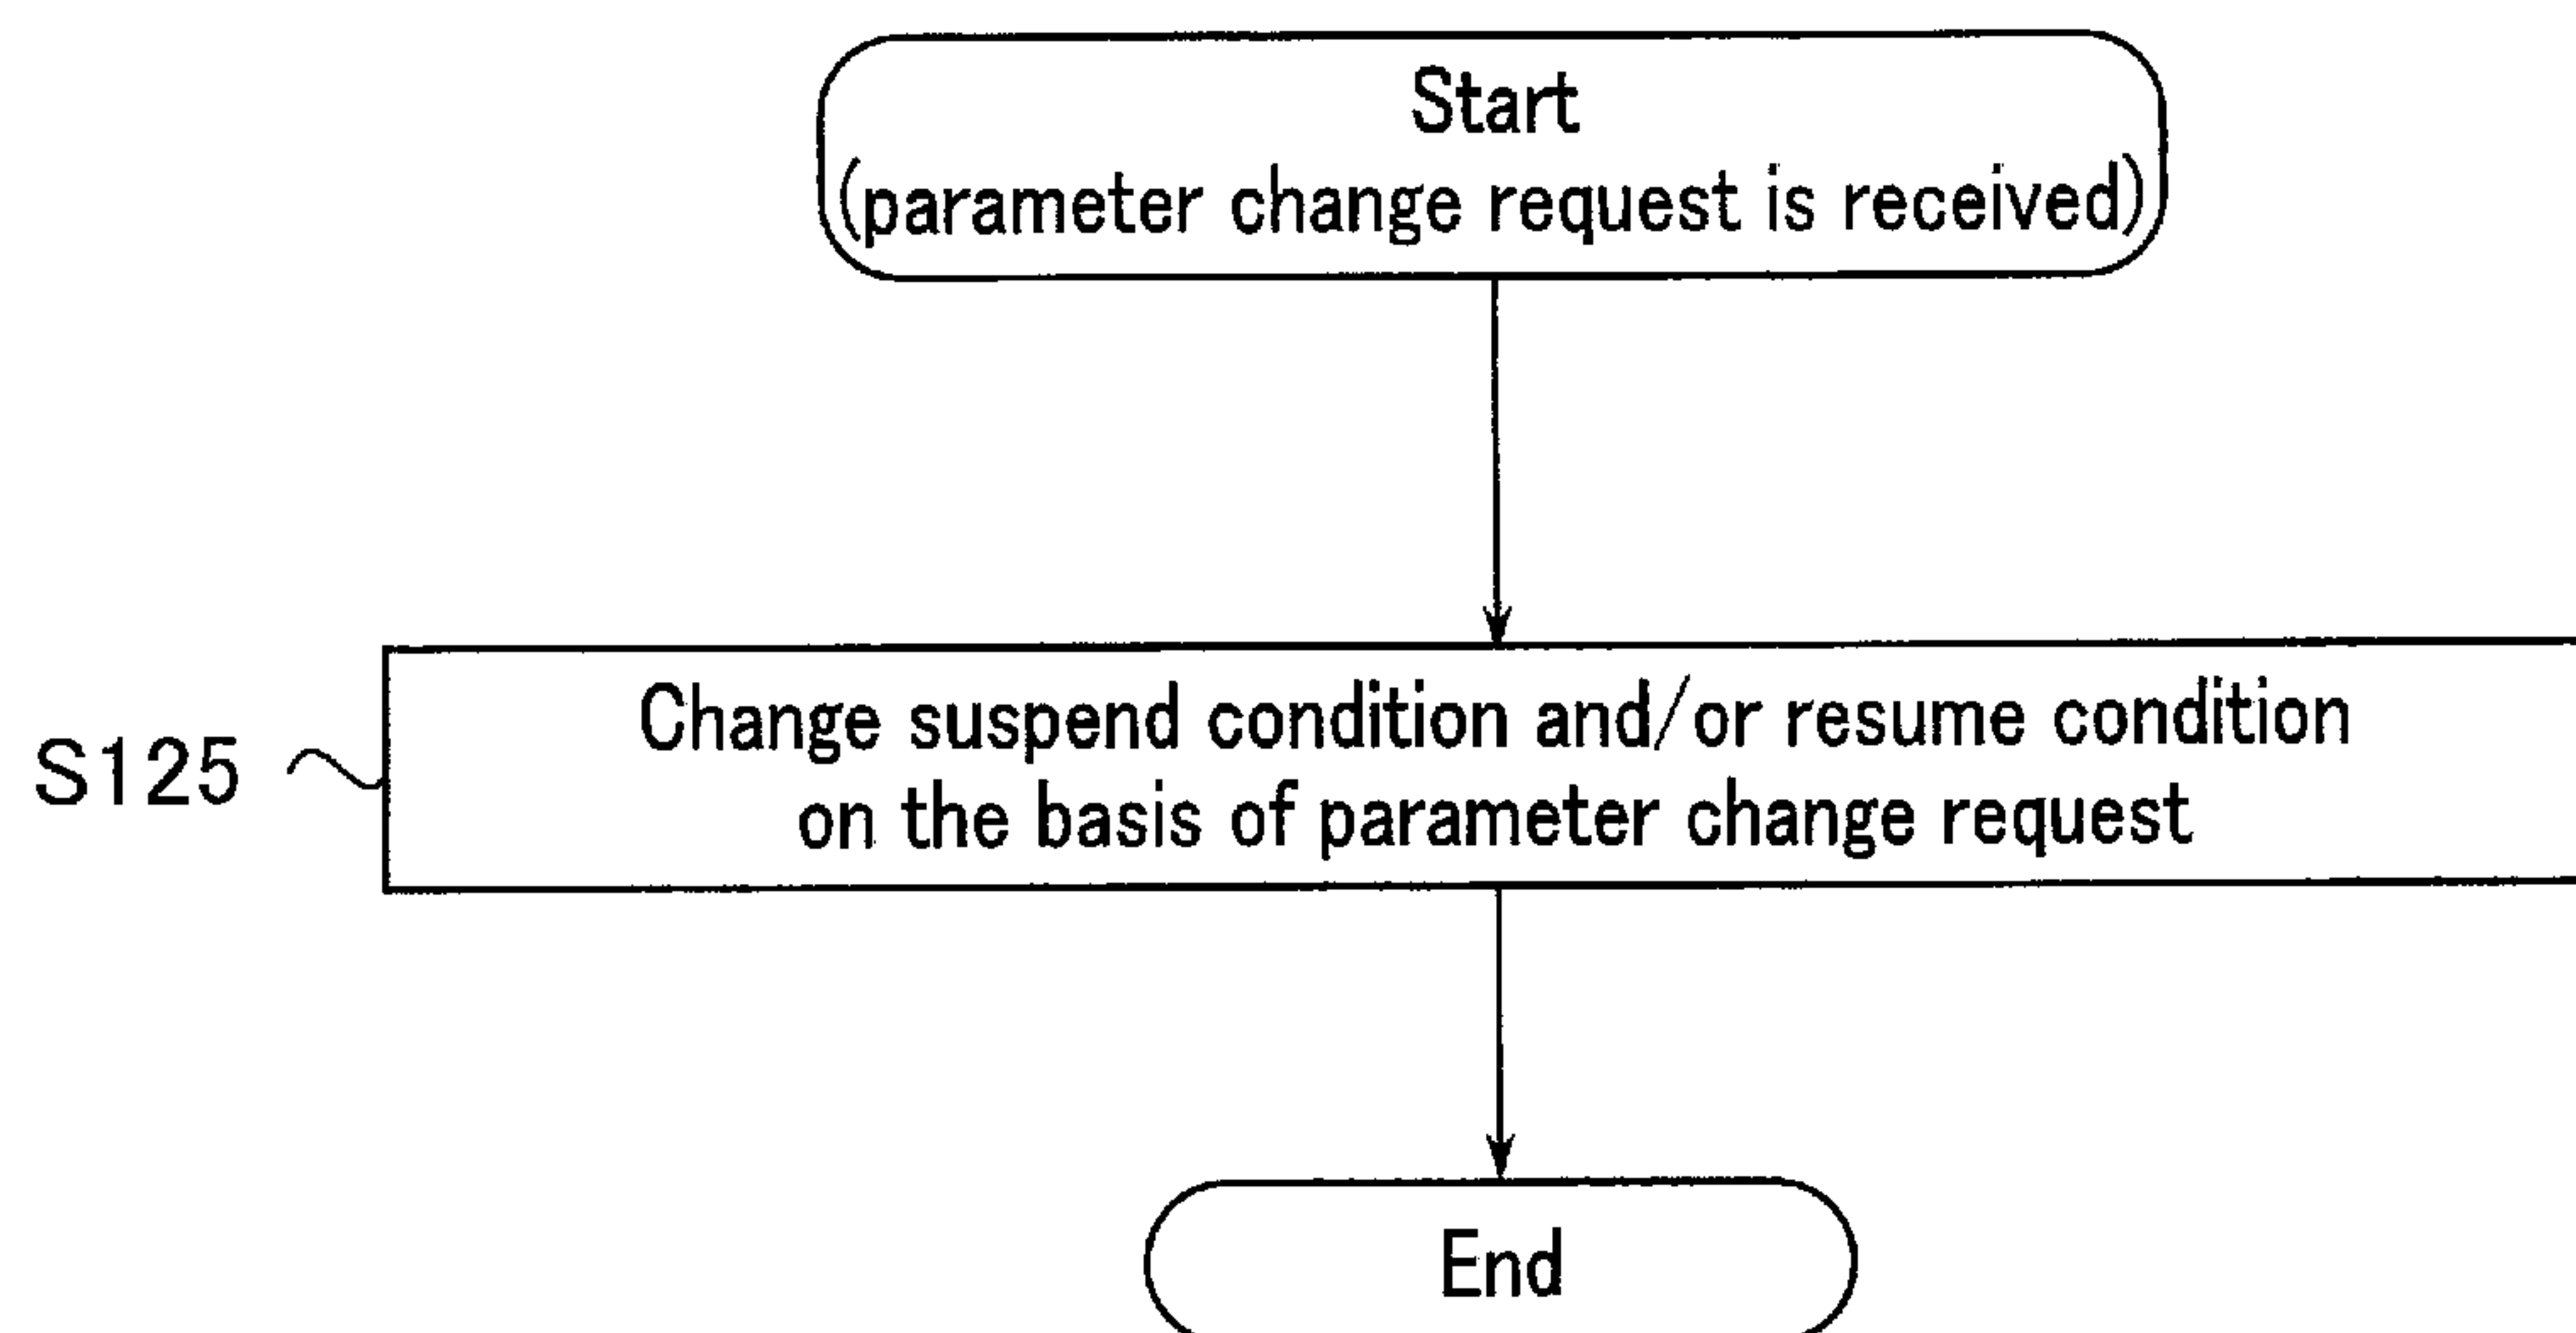 Start
(parameter change request is received)
S125
Change suspend condition and/or resume condition
on the basis of parameter change request
End